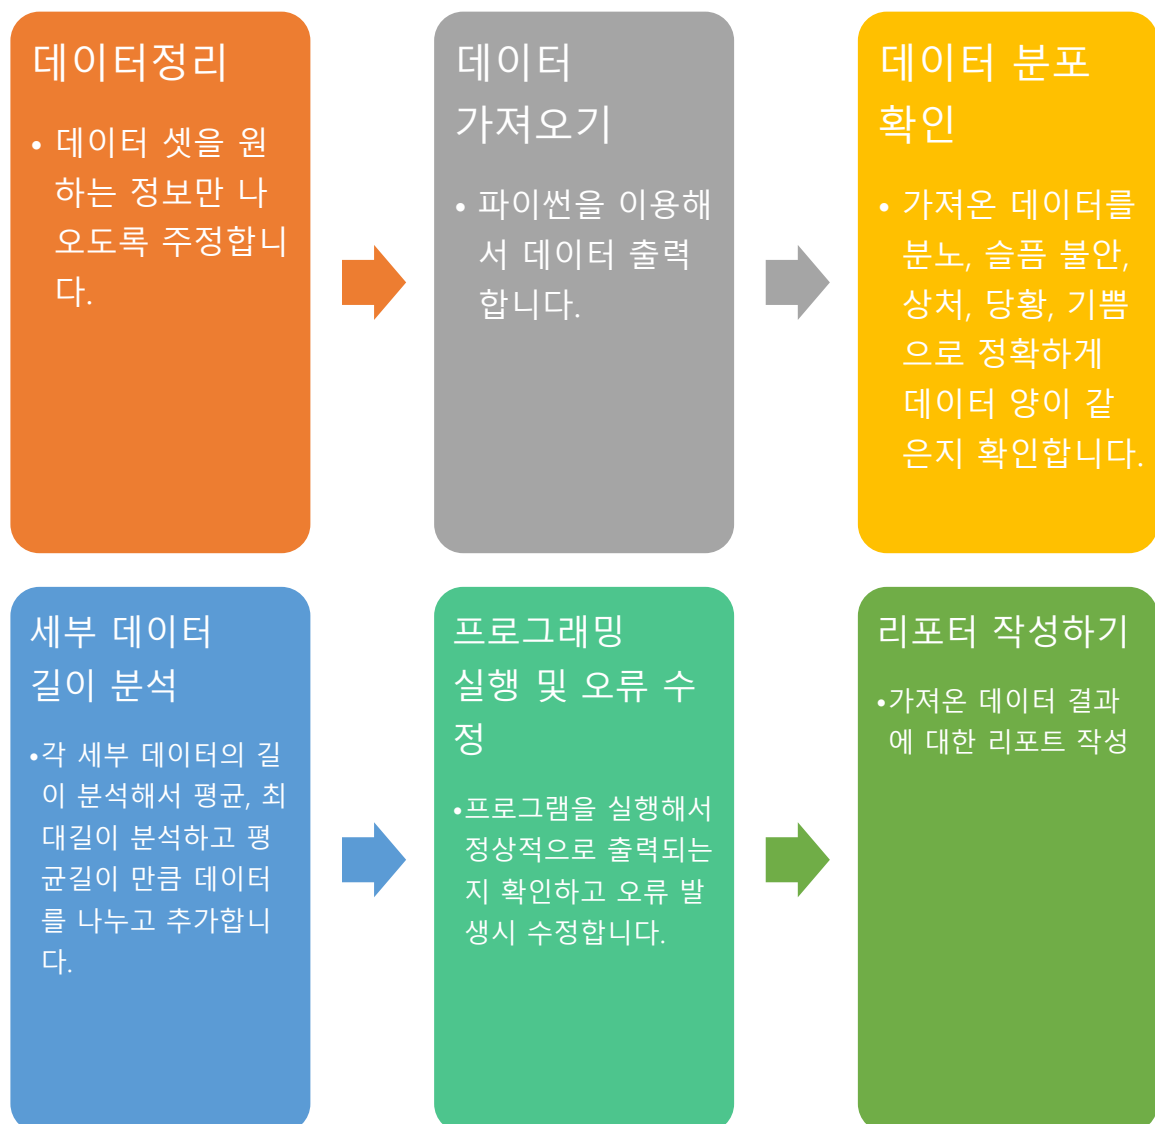 데이터정리
• 데이터 셋을 원
하는 정보만 나
오도록 주정합니
다.
데이터
가져오기
• 파이썬을 이용해
서 데이터 출력
합니다.
데이터 분포
확인
• 가져온 데이터를
분노, 슬픔 불안,
상처, 당황, 기쁨
으로 정확하게
데이터 양이 같
은지 확인합니다.
세부 데이터
길이 분석
•각 세부 데이터의 길
이 분석해서 평균, 최
대길이 분석하고 평
균길이 만큼 데이터
를 나누고 추가합니
다.
프로그래밍
실행 및 오류 수
정
•프로그램을 실행해서
정상적으로 출력되는
지 확인하고 오류 발
생시 수정합니다.
리포터 작성하기
•가져온 데이터 결과
에 대한 리포트 작성